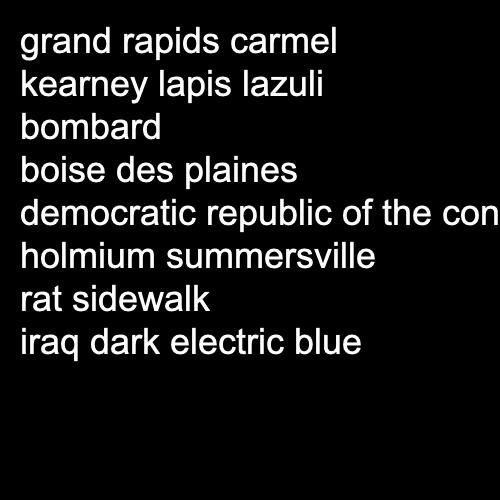 grand rapids carmel
kearney lapis lazuli
bombard
boise des plaines
democratic republic of the con
holmium summersville
rat sidewalk
iraq dark electric blue